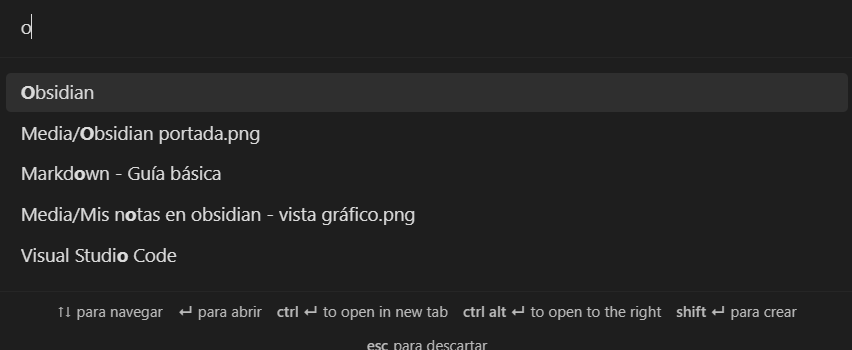 o
Obsidian
Media/Obsidian portada.png
Markdown - Guía básica
Media/Mis notas en obsidian - vista gráfico.png
Visual Studio Code
↑↓ para navegar ↵ para abrir ctrl ↵ to open in new tab ctrl alt ↵ to open to the right shift ↵ para crear
esc para descartar